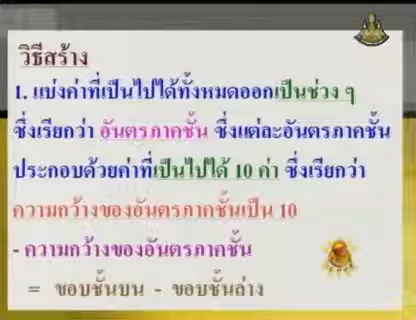 วิธีสร้าง
1. แบ่งค่าที่เป็นไปได้ทั้งหมดออกเป็นช่วง ๆ
ซึ่งเรียกว่า อันตรภาคชั้น ซึ่งแต่ละอันตรภาคชั้น
ประกอบด้วยค่าที่เป็นไปได้ 10 ค่า ซึ่งเรียกว่า
ความกว้างของอันตรภาคชั้นเป็น 10
- ความกว้างของอันตรภาคชั้น
= ขอบชั้นบน - ขอบชั้นล่าง